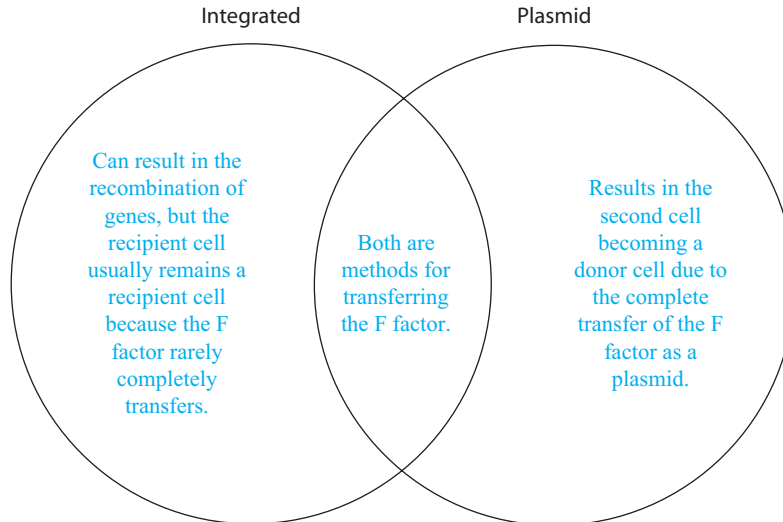 Integrated
Plasmid
Can result in the
recombination of
genes, but the
recipient cell
usually remains a
recipient cell
because the F
factor rarely
completely
transfers.
Both are
methods for
transferring
the F factor.
Results in the
second cell
becoming a
donor cell due to
the complete
transfer of the F
factor as a
plasmid.